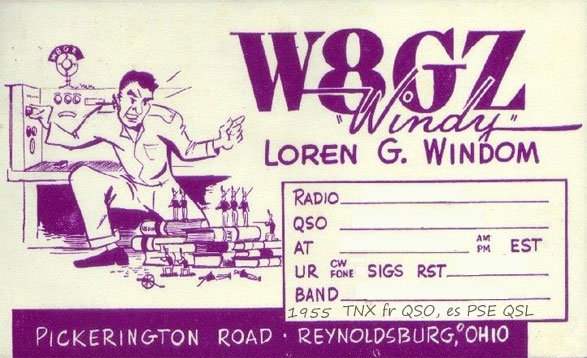 W8GZ
W8GZ
"Windy"
LOREN G. WINDOM
RADIO
QSO
AT AM PM EST
UR CW FONE SIGS RST
BAND
1955 TNX fr QSO, es PSE QSL
PICKERINGTON ROAD · REYNOLDSBURG, OHIO